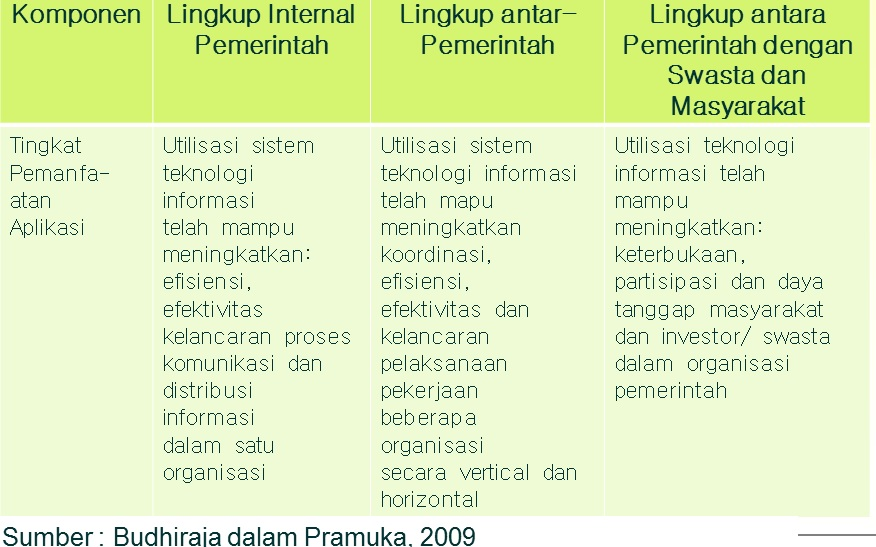 Komponen
Lingkup Internal
Pemerintah
Lingkup antar-
Pemerintah
Lingkup antara
Pemerintah dengan
Swasta dan
Masyarakat
Tingkat
Pemanfa-
atan
Aplikasi
Utilisasi sistem
teknologi
informasi
telah mampu
meningkatkan:
efisiensi,
efektivitas
kelancaran proses
komunikasi dan
distribusi
informasi
dalam satu
organisasi
Utilisasi sistem
teknologi informasi
telah mapu
meningkatkan
koordinasi,
efisiensi,
efektivitas dan
kelancaran
pelaksanaan
pekerjaan
beberapa
organisasi
secara vertical dan
horizontal
Utilisasi teknologi
informasi telah
mampu
meningkatkan:
keterbukaan,
partisipasi dan daya
tanggap masyarakat
dan investor/ swasta
dalam organisasi
pemerintah
Sumber : Budhiraja dalam Pramuka, 2009